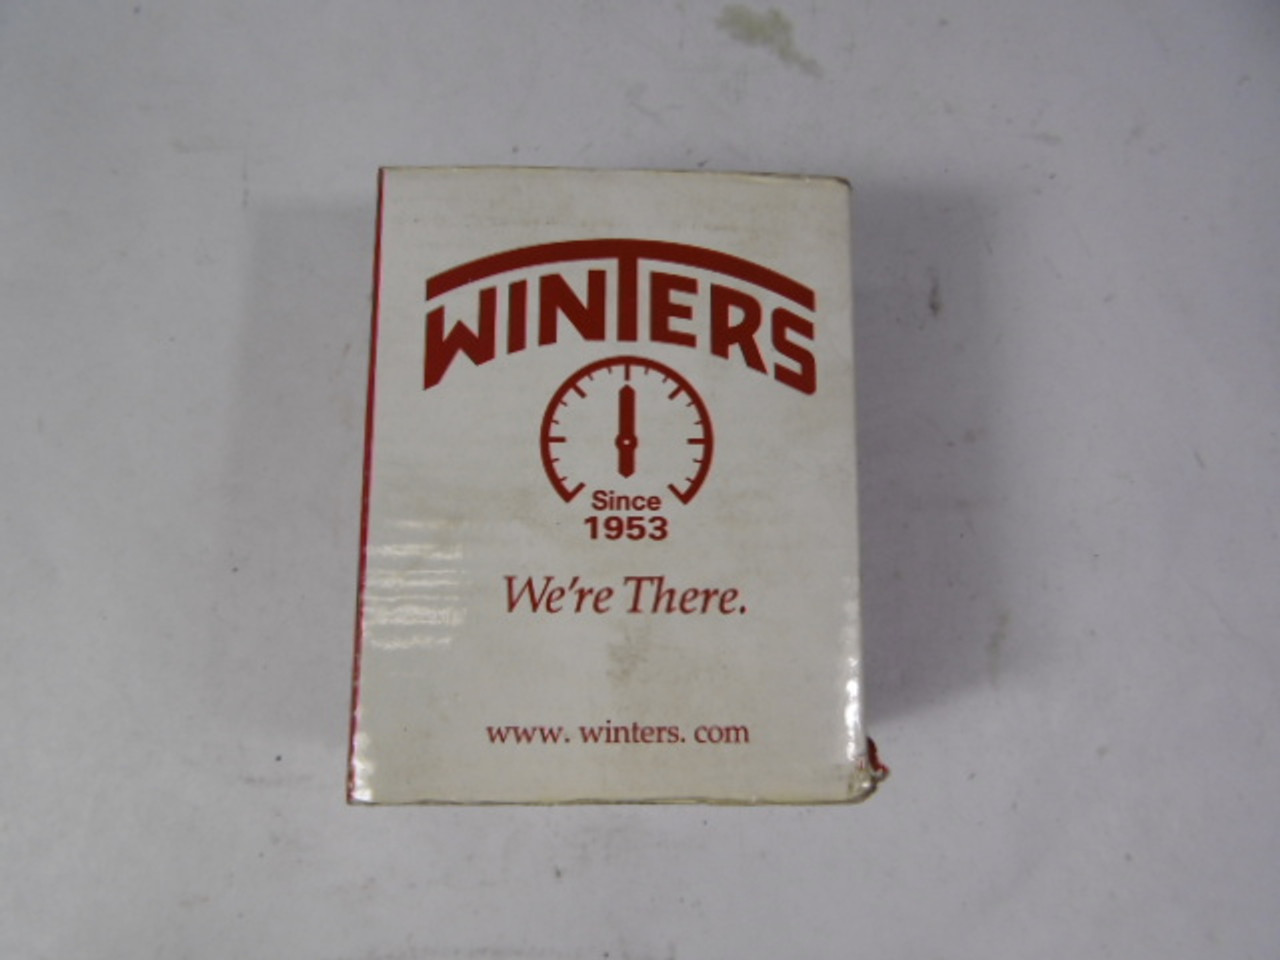 WINTERS
Since
1953
We're There.
www. winters. com